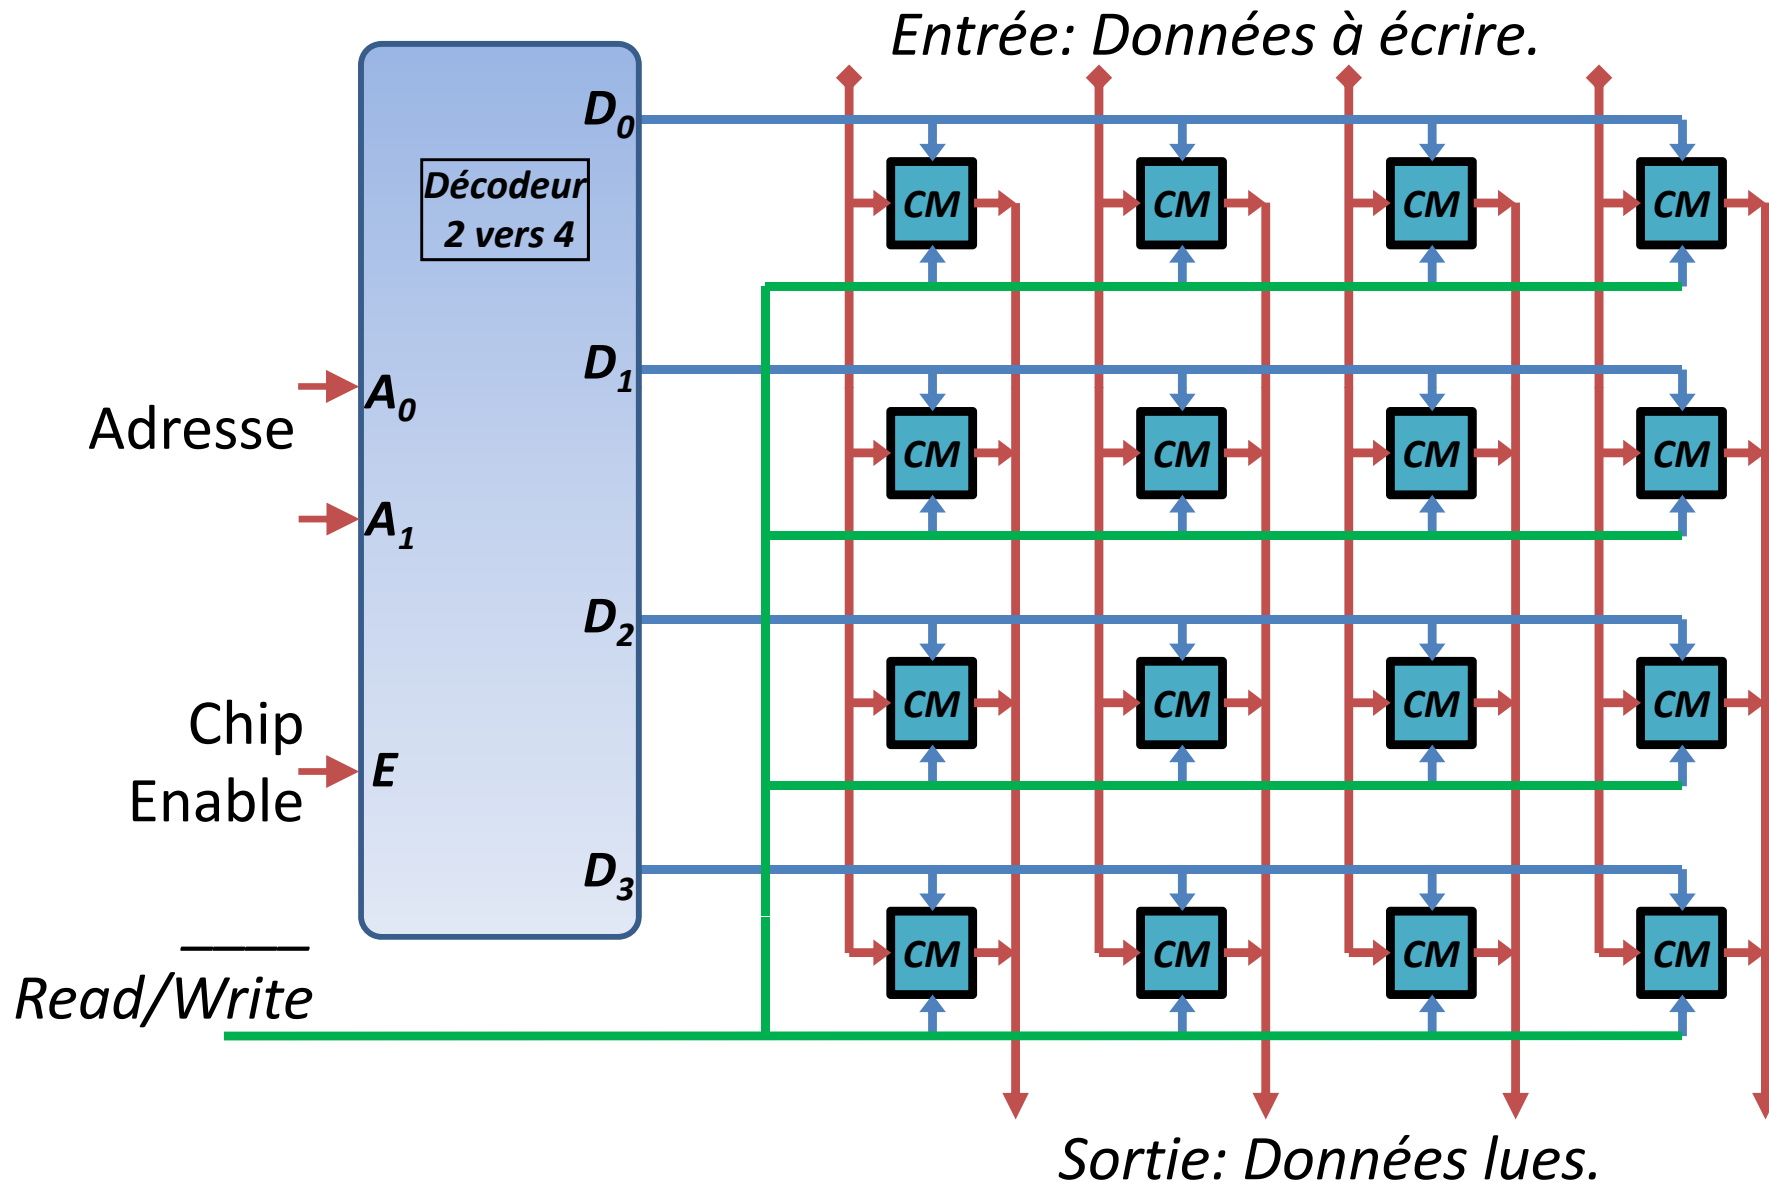 Entrée: Données à écrire.
D0
Décodeur
2 vers 4
CM CM CM CM
D1
A0
Adresse
CM CM CM CM
A1
D2
Chip
CM CM CM CM
E
Enable
D3
CM CM CM CM
Read/Write
Sortie: Données lues.